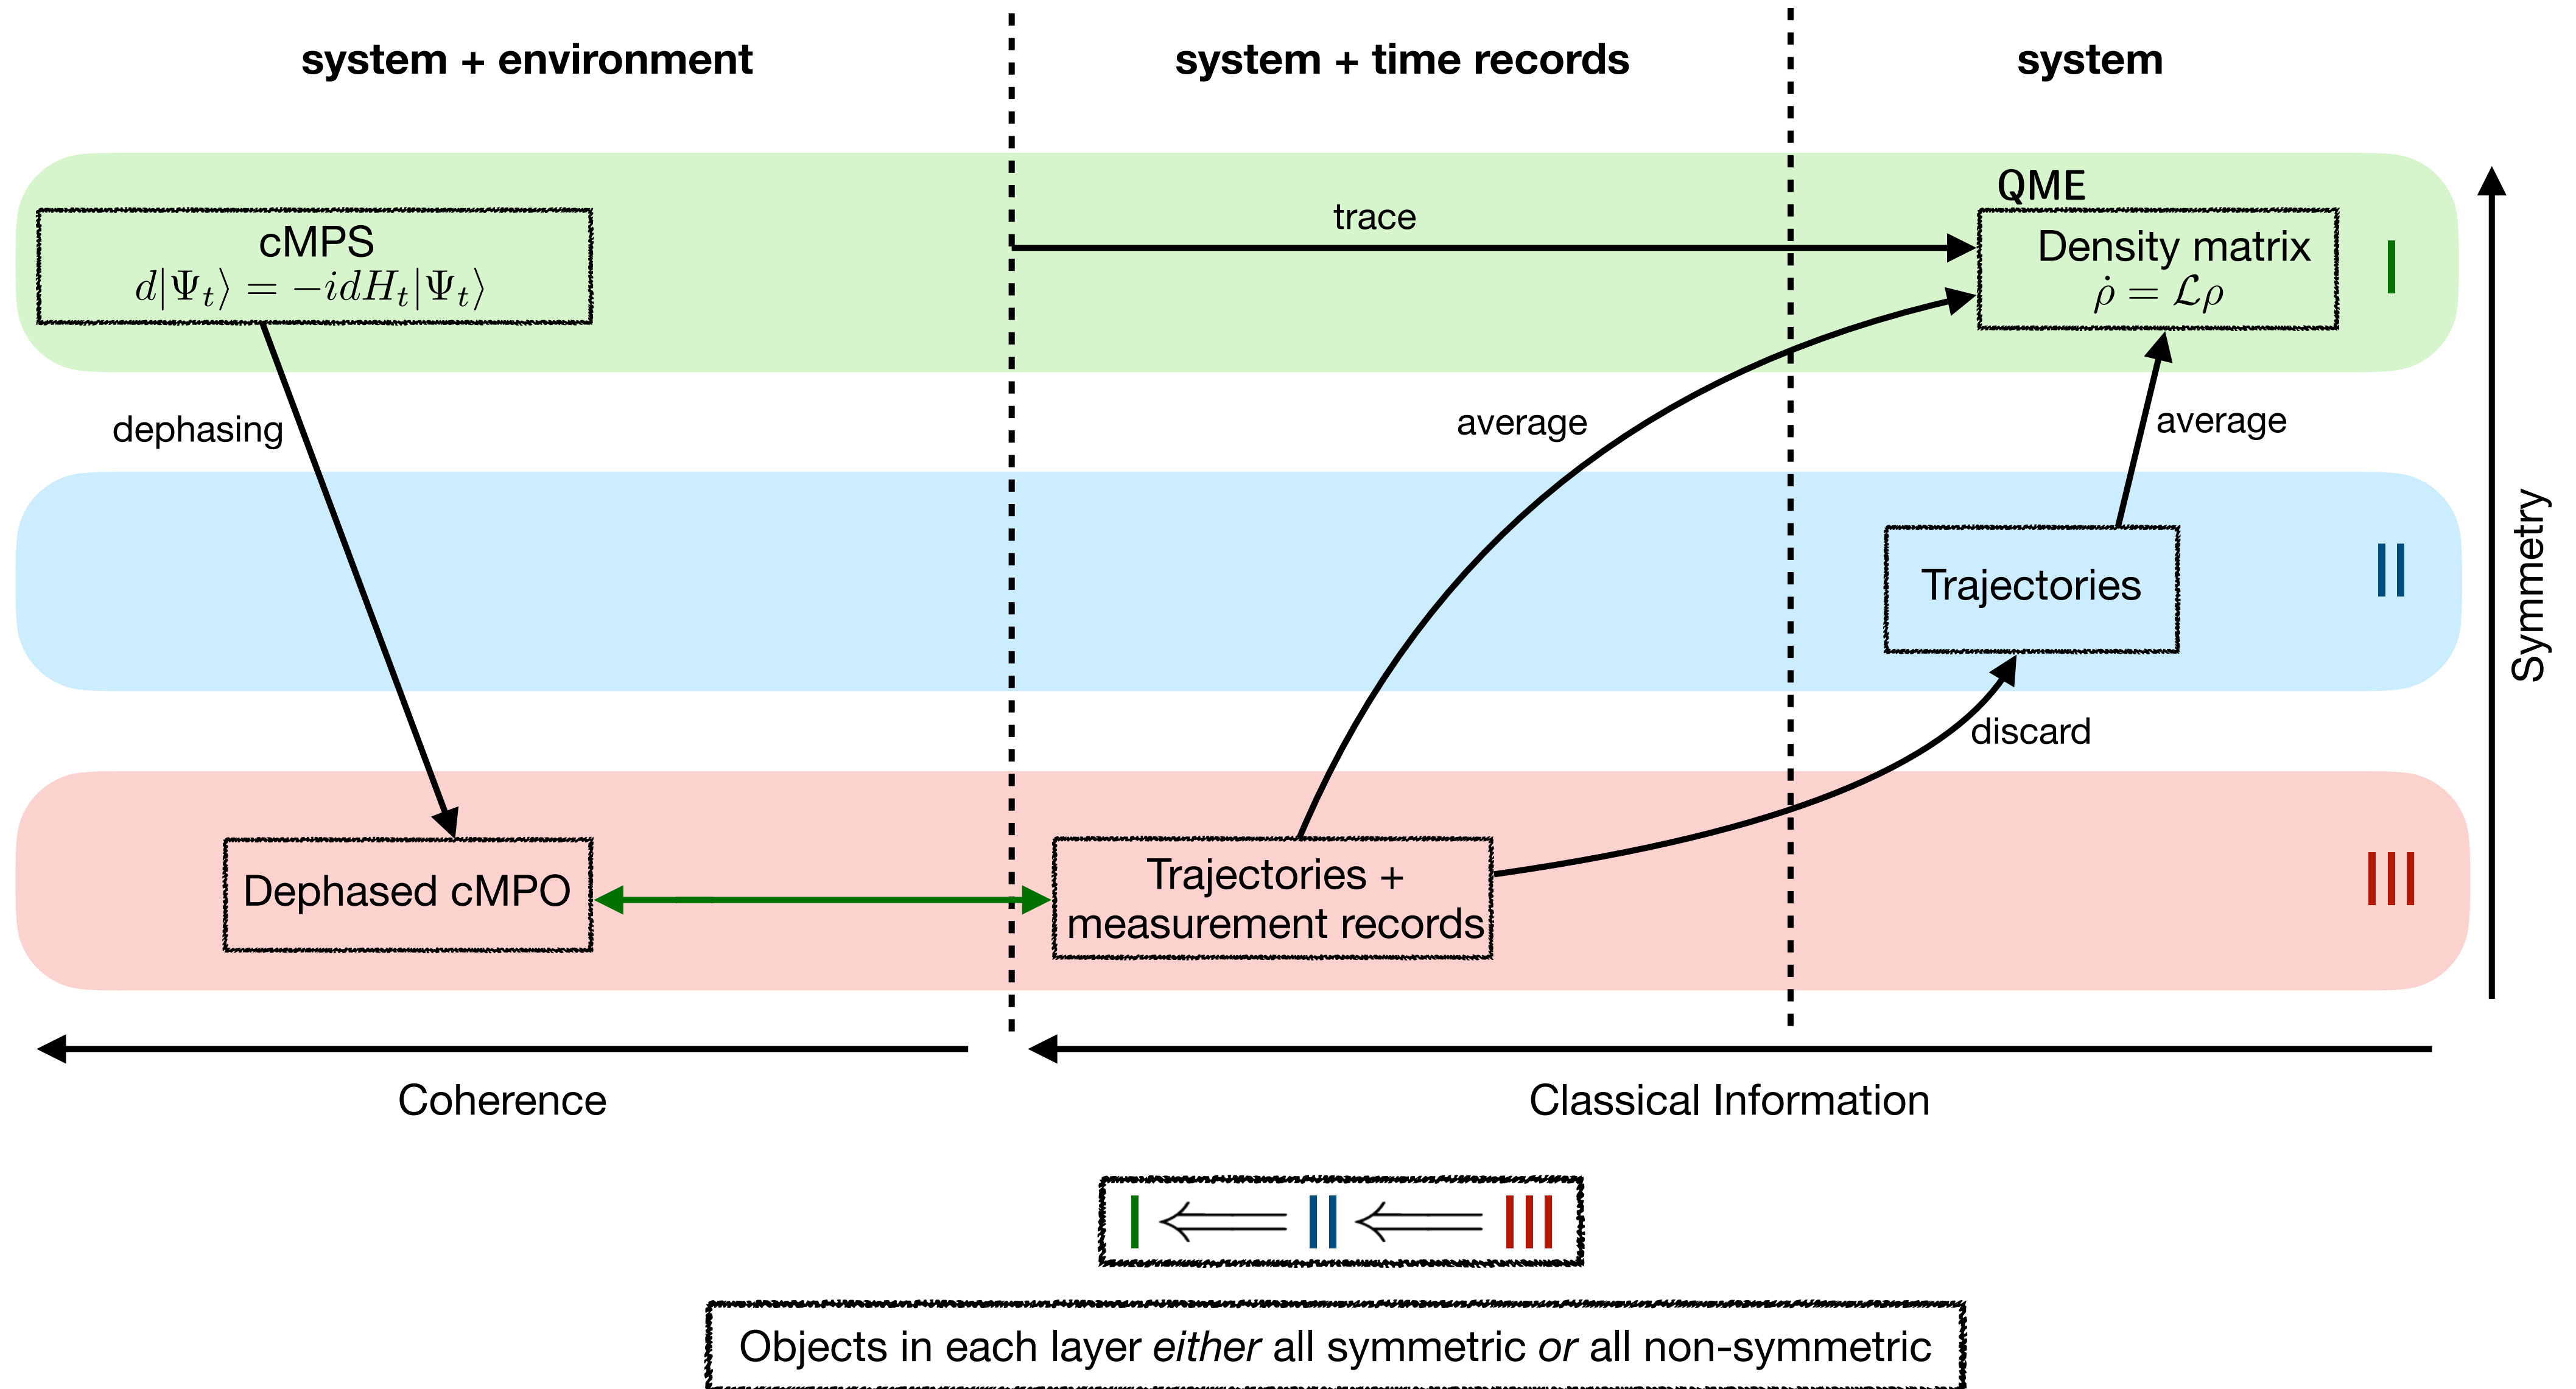 system + environment
system + time records
system
QME
cMPS
d|Ψ_t⟩ = −idH_t|Ψ_t⟩
trace
Density matrix
ρ̇ = ℒρ
I
dephasing
average
average
Trajectories
II
Symmetry
discard
Dephased cMPO
Trajectories +
measurement records
III
Coherence
Classical Information
I ⟸ II ⟸ III
Objects in each layer either all symmetric or all non-symmetric